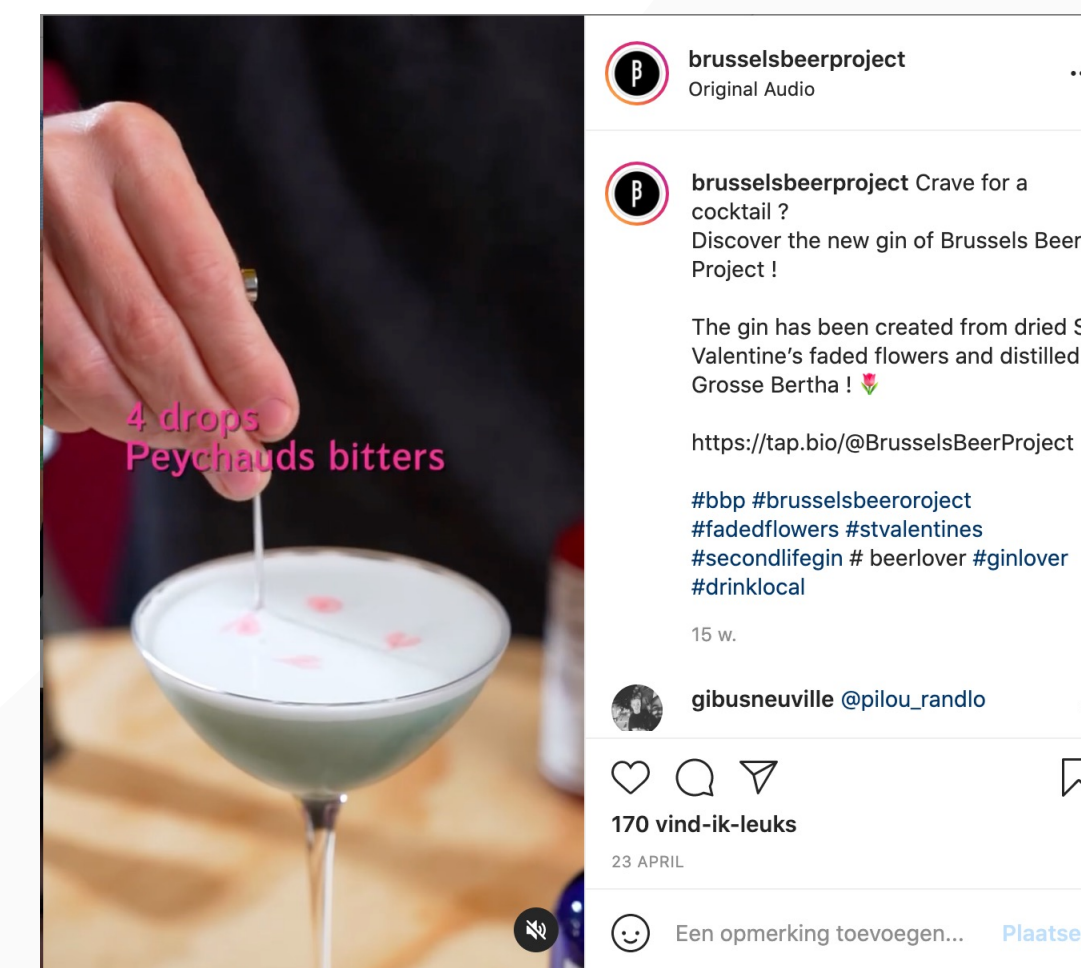 4 drops
Peychauds bitters
brusselsbeerproject
Original Audio
brusselsbeerproject Crave for a
cocktail ?
Discover the new gin of Brussels Beer
Project !
The gin has been created from dried S
Valentine’s faded flowers and distilled
Grosse Bertha ! 🌷
https://tap.bio/@BrusselsBeerProject
#bbp #brusselsbeeroroject
#fadedflowers #stvalentines
#secondlifegin # beerlover #ginlover
#drinklocal
15 w.
gibusneuville @pilou_randlo
170 vind-ik-leuks
23 APRIL
Een opmerking toevoegen... Plaatse